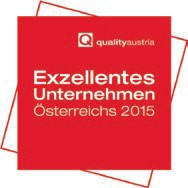 qualityaustria
Exzellentes
Unternehmen
Österreichs 2015